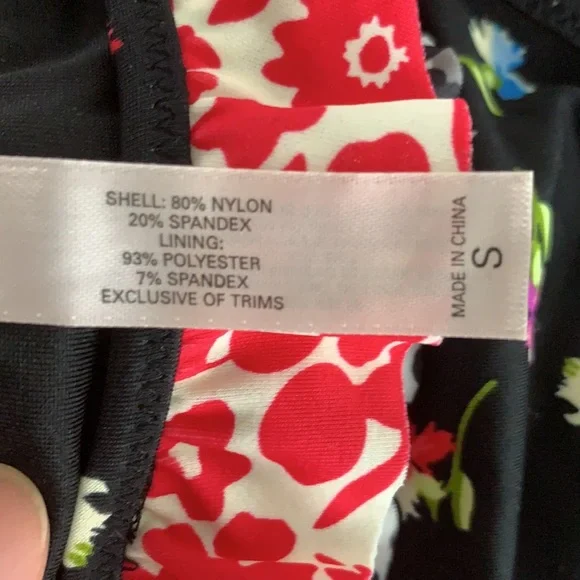 SHELL: 80% NYLON
20% SPANDEX
LINING:
93% POLYESTER
7% SPANDEX
EXCLUSIVE OF TRIMS
MADE IN CHINA
S